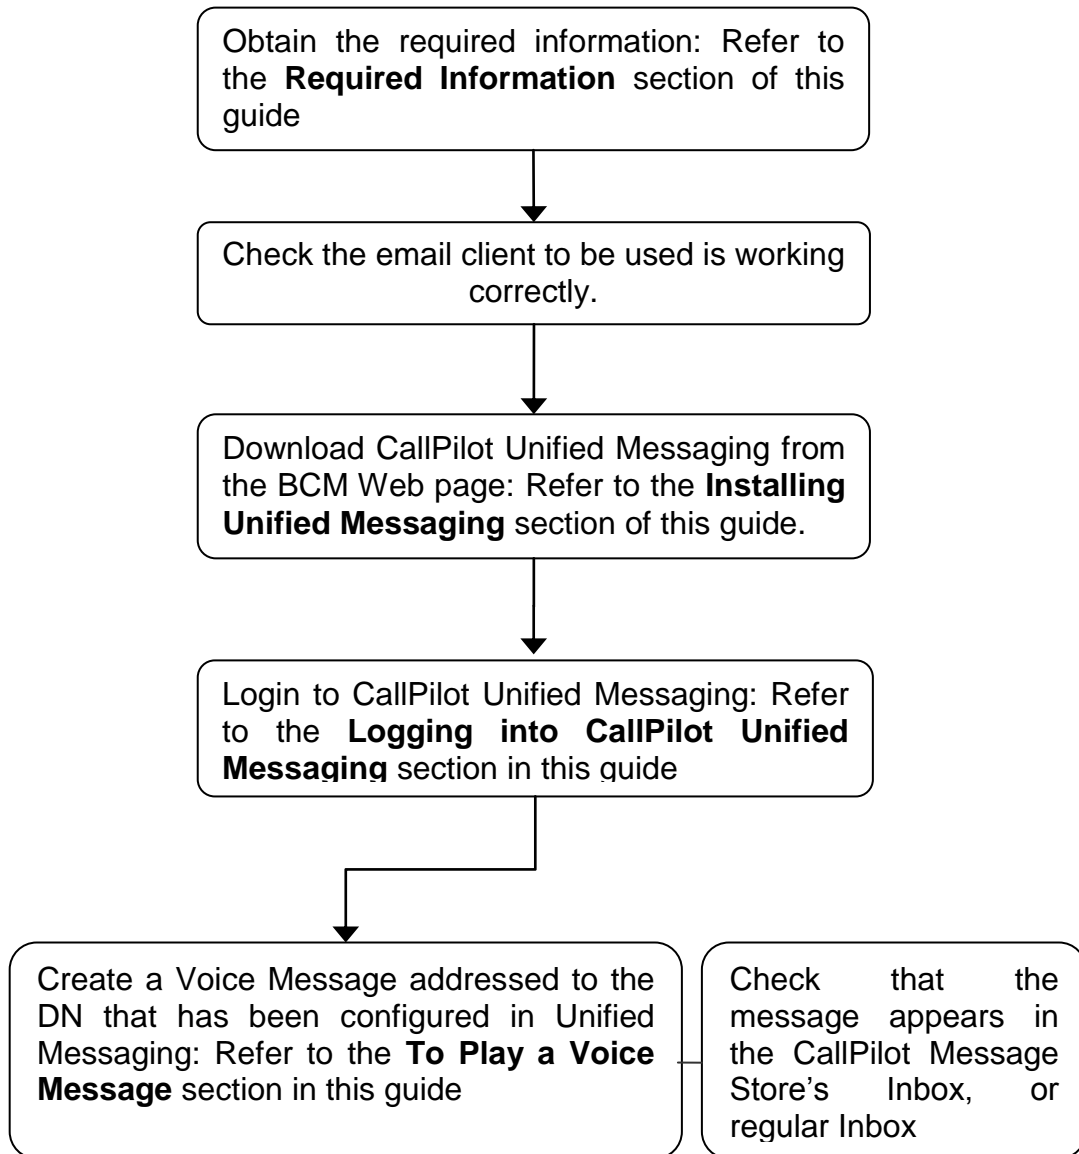 Obtain the required information: Refer to
the Required Information section of this
guide
Check the email client to be used is working
correctly.
Download CallPilot Unified Messaging from
the BCM Web page: Refer to the Installing
Unified Messaging section of this guide.
Login to CallPilot Unified Messaging: Refer
to the Logging into CallPilot Unified
Messaging section in this guide
Create a Voice Message addressed to the
DN that has been configured in Unified
Messaging: Refer to the To Play a Voice
Message section in this guide
Check that the
message appears in
the CallPilot Message
Store's Inbox, or
regular Inbox